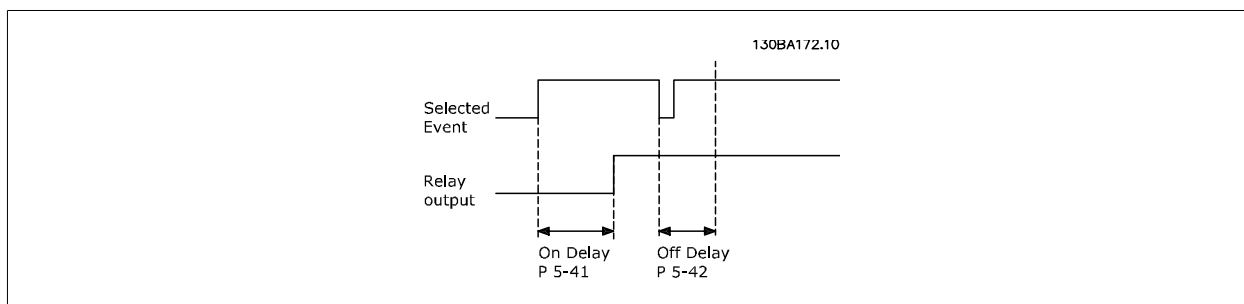 130BA172.10
Selected
Event
Relay
output
On Delay
P 5-41
Off Delay
P 5-42